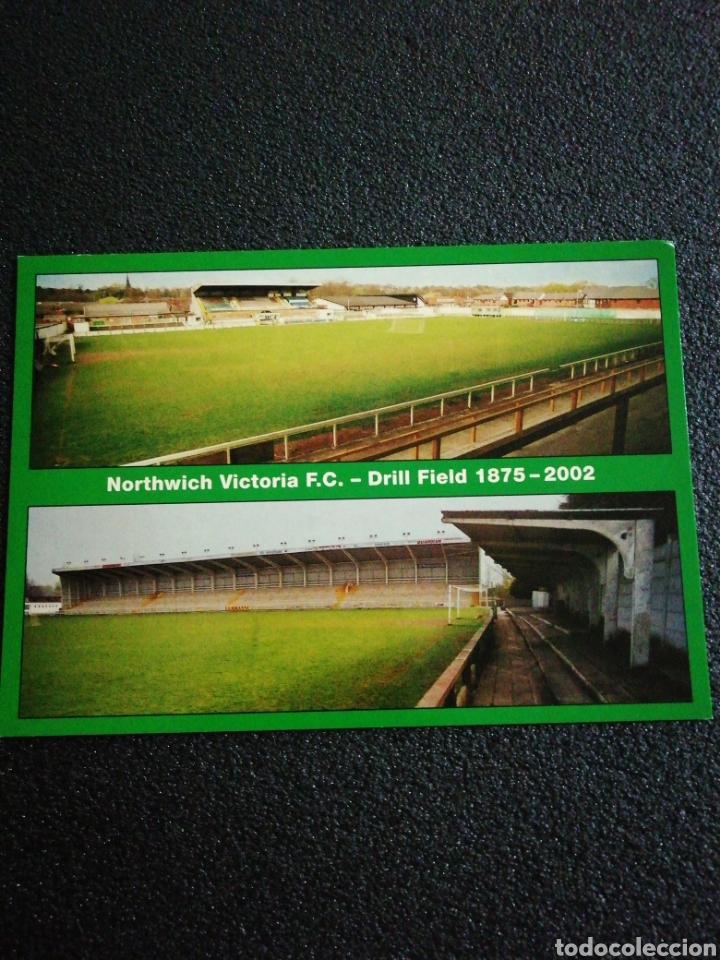 Northwich Victoria F.C. – Drill Field 1875–2002
todocoleccion